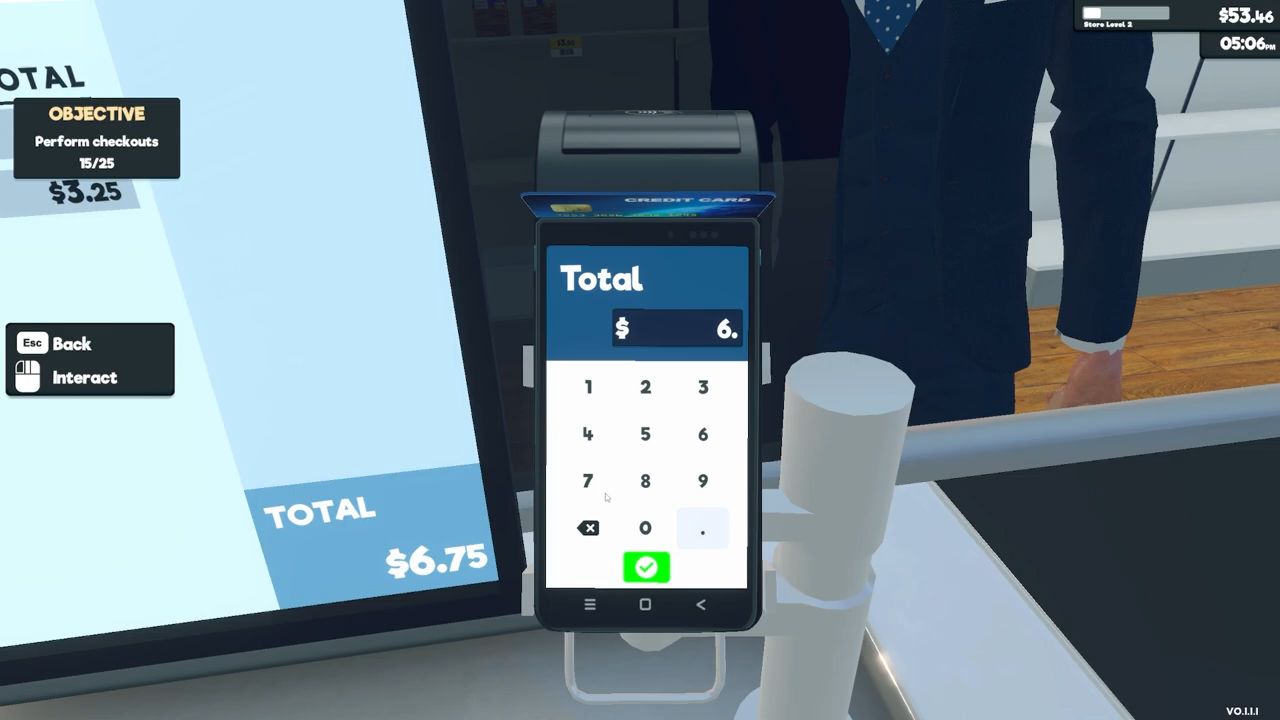 OTAL
OBJECTIVE
Perform checkouts
15/25
$3.25
Esc Back
Interact
TOTAL
$6.75
CREDIT CARD
Total
$ 6.
1 2 3
4 5 6
7 8 9
0 .
Store Level 2
$53.46
05:06PM
V0.1.1.1